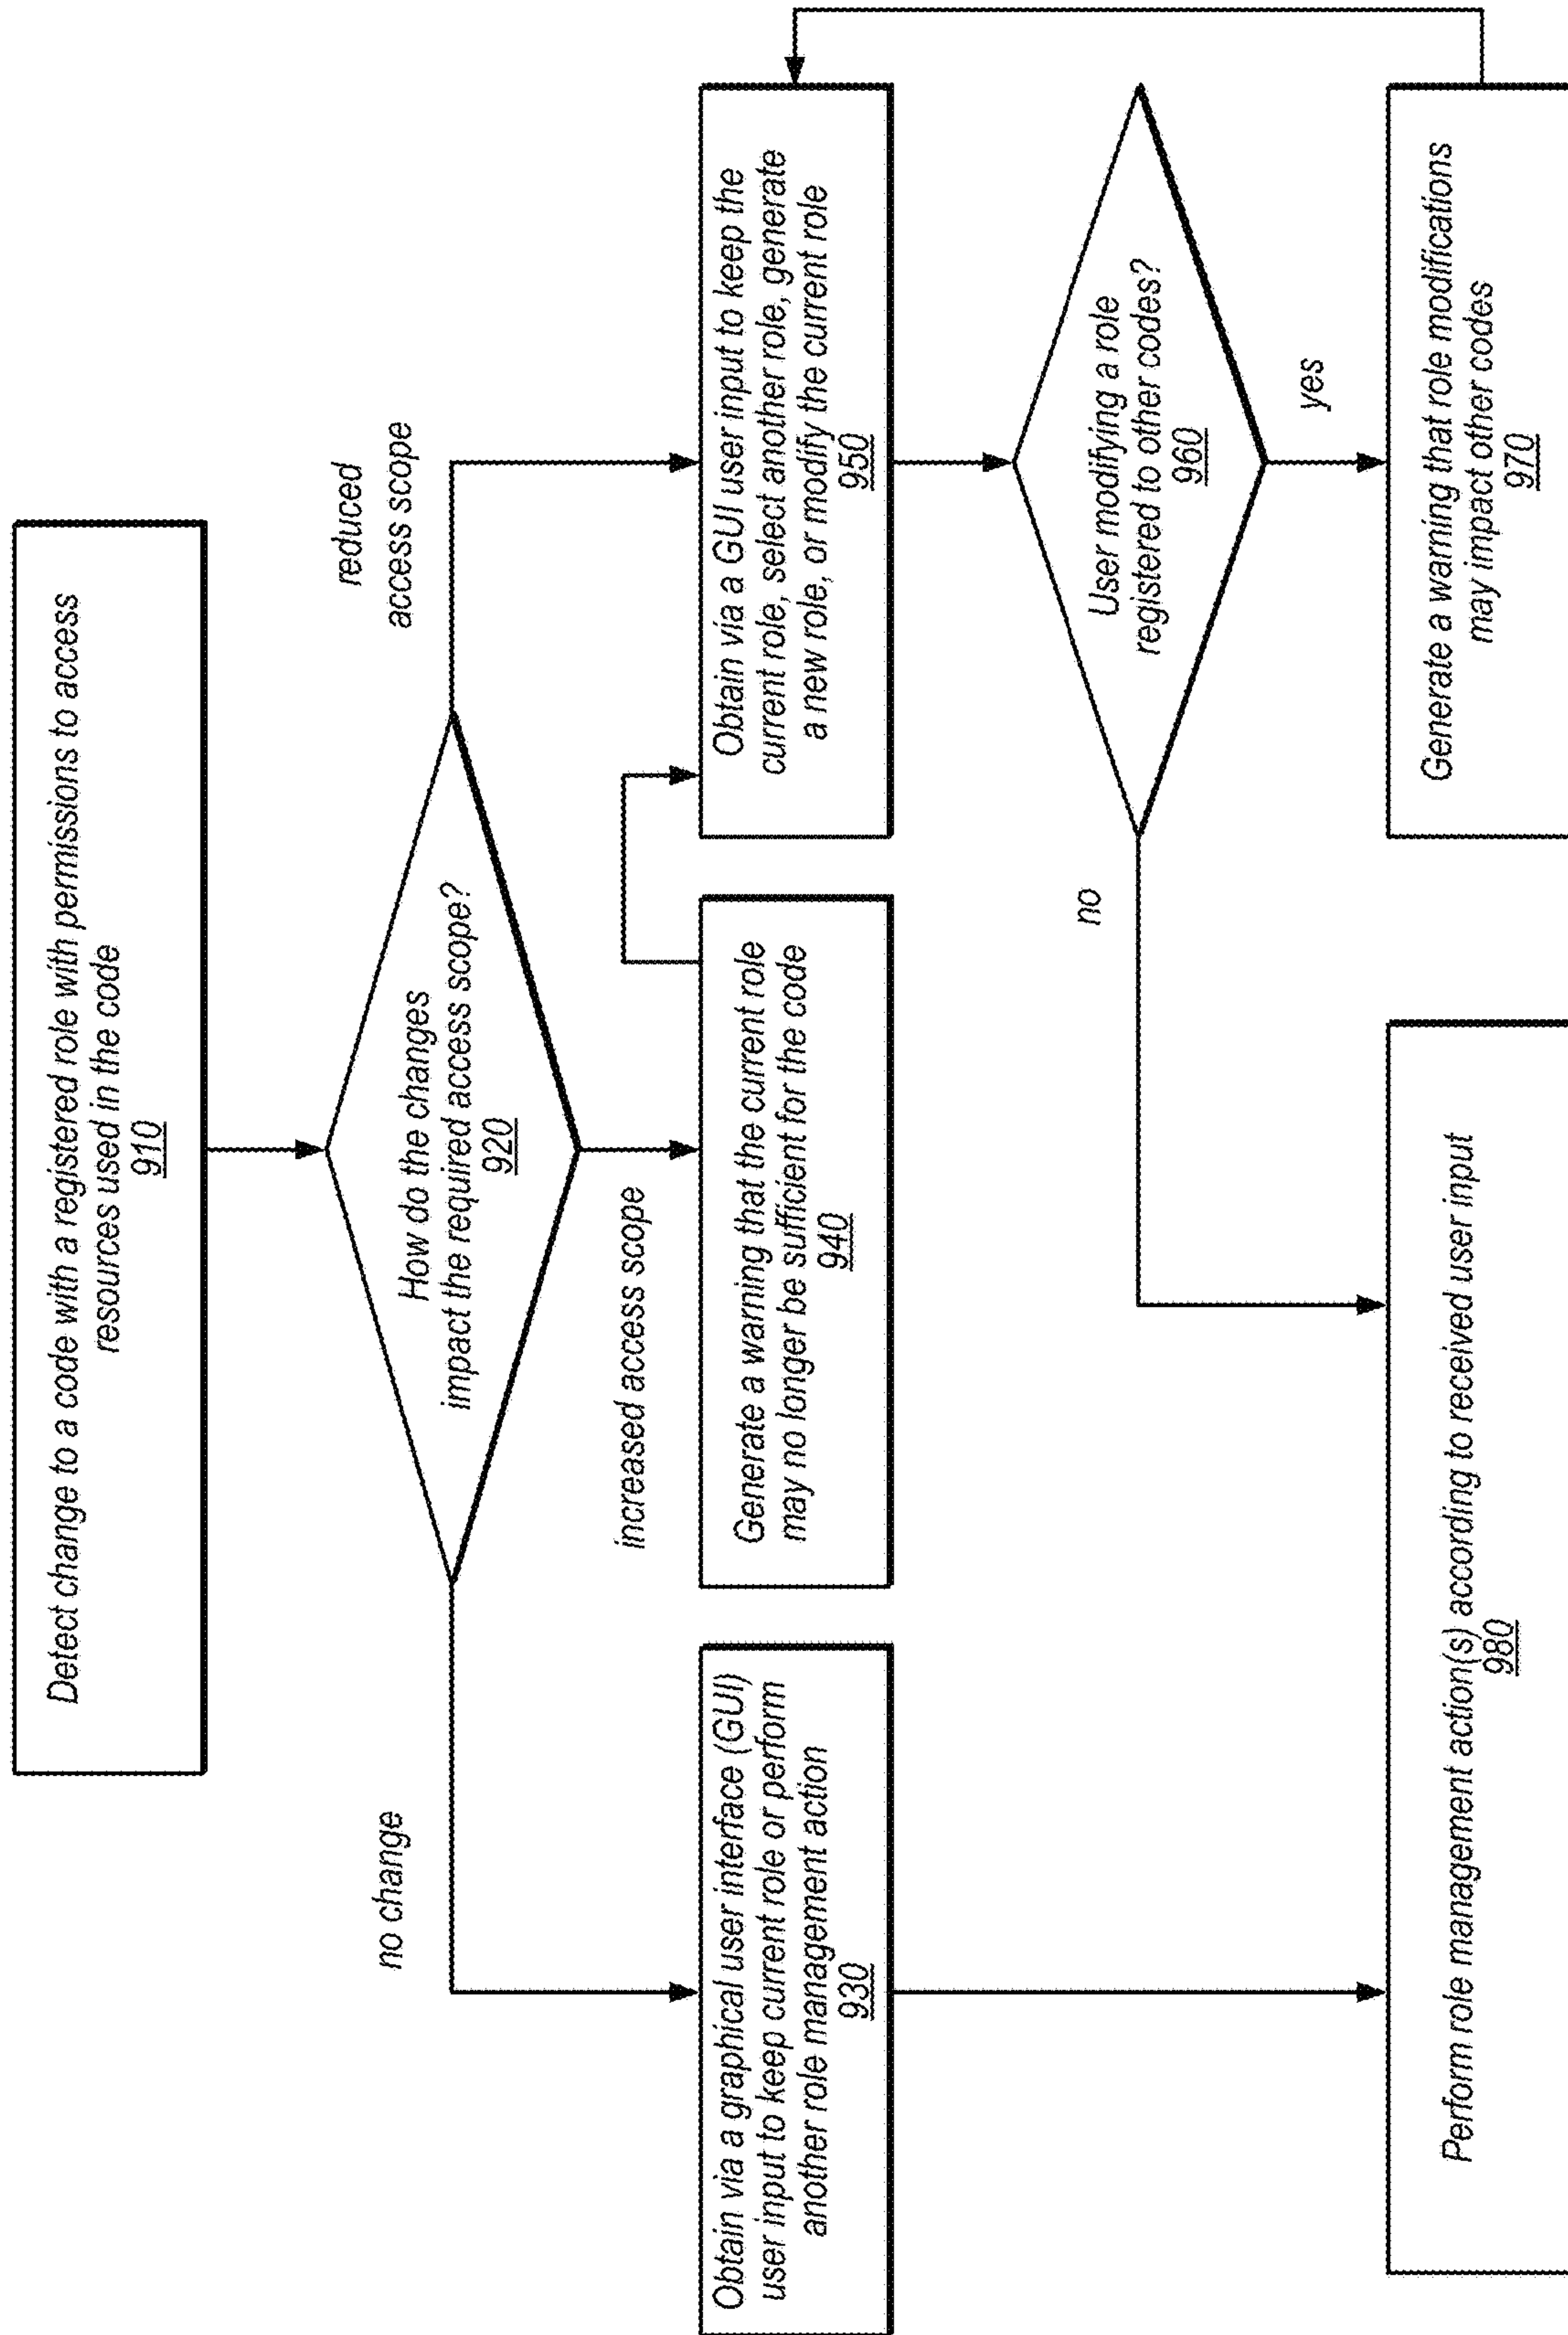 Detect change to a code with a registered role with permissions to access
resources used in the code
910
How do the changes
impact the required access scope?
920
no change
increased access scope
reduced
access scope
Obtain via a graphical user interface (GUI)
user input to keep current role or perform
another role management action
930
Generate a warning that the current role
may no longer be sufficient for the code
940
Obtain via a GUI user input to keep the
current role, select another role, generate
a new role, or modify the current role
950
User modifying a role
registered to other codes?
960
no
yes
Perform role management action(s) according to received user input
980
Generate a warning that role modifications
may impact other codes
970